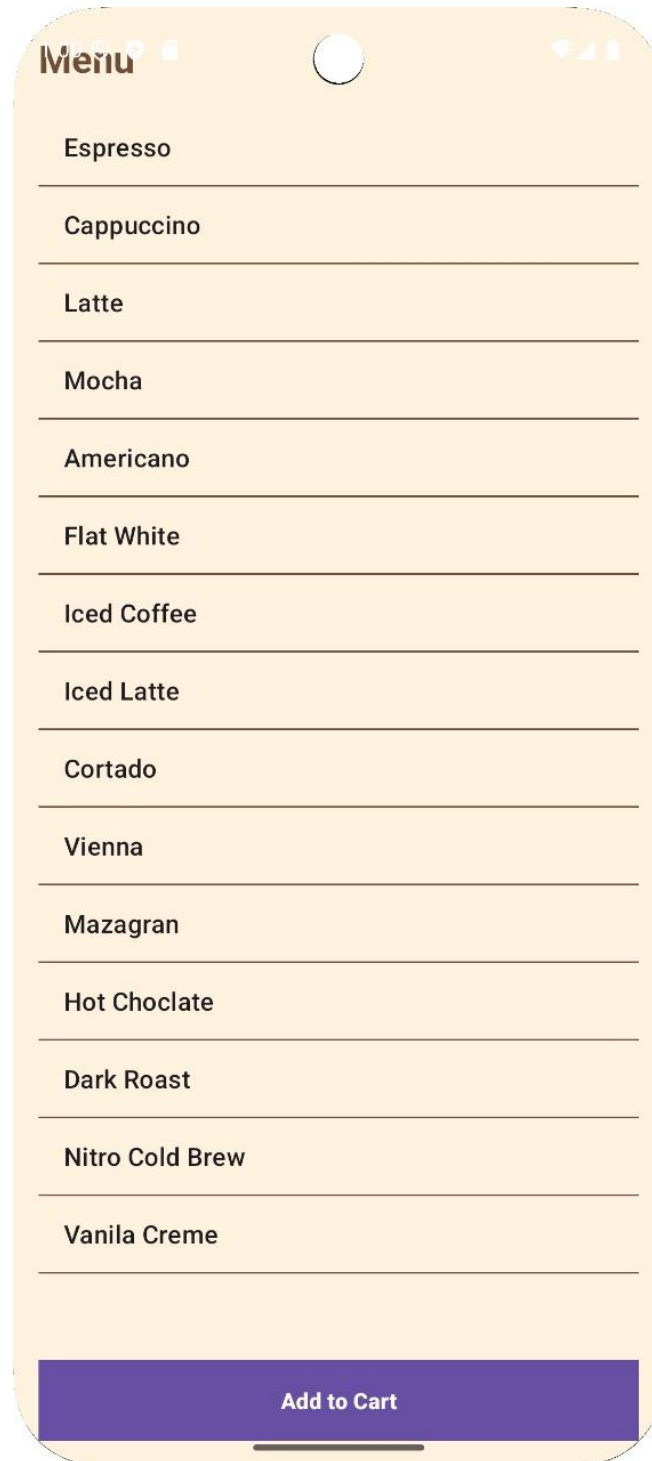 Menu
Espresso
Cappuccino
Latte
Mocha
Americano
Flat White
Iced Coffee
Iced Latte
Cortado
Vienna
Mazagran
Hot Choclate
Dark Roast
Nitro Cold Brew
Vanila Creme
Add to Cart